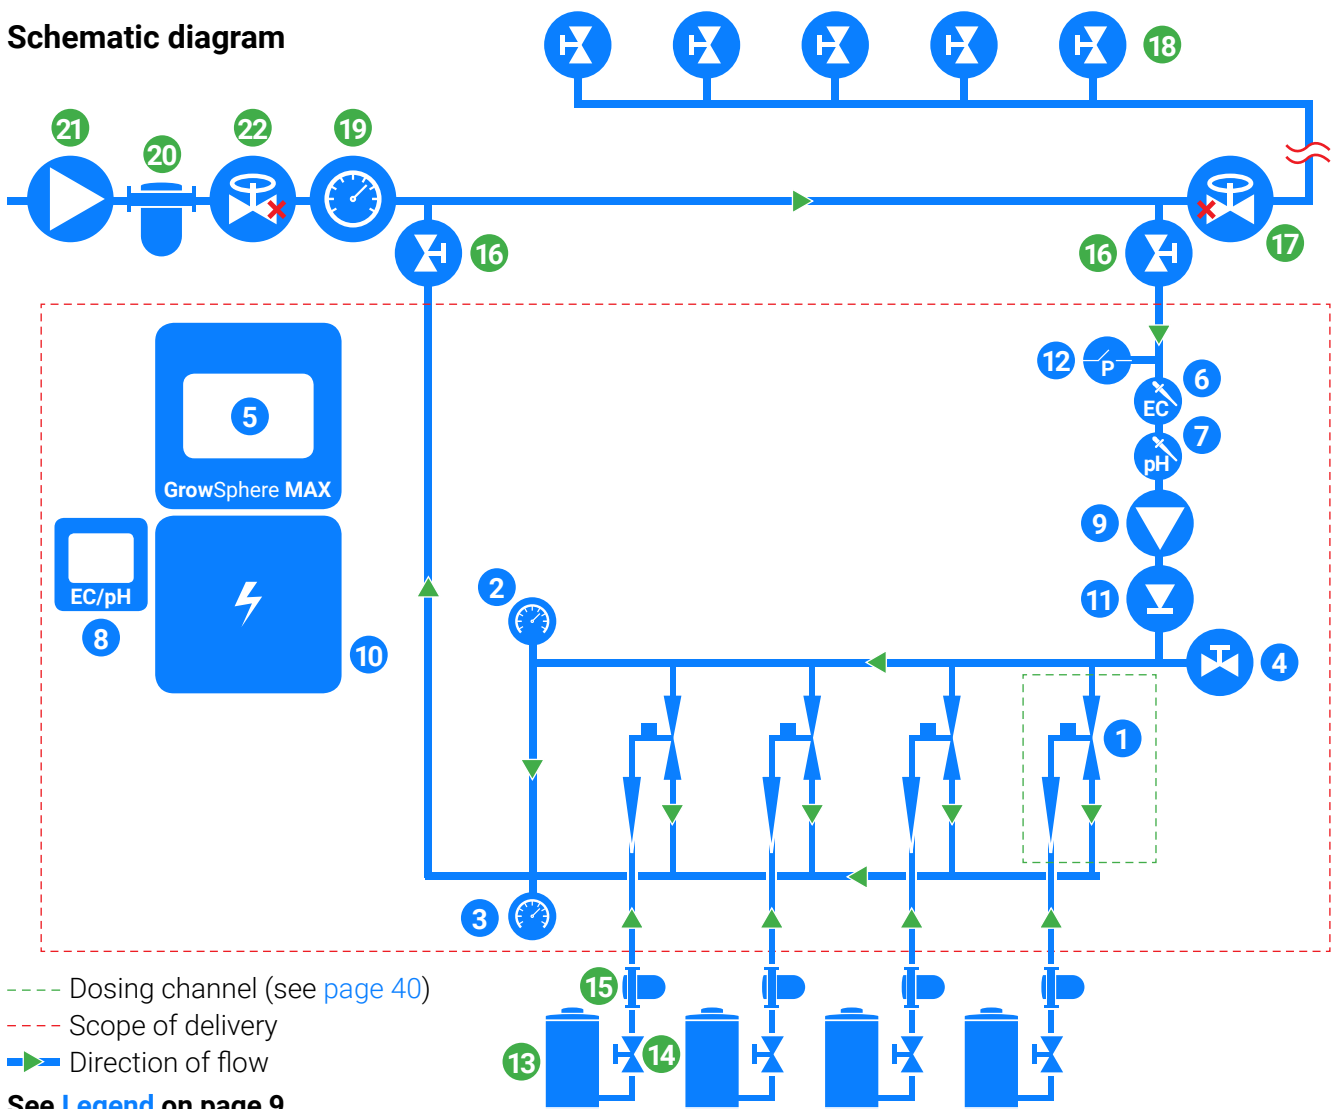 Schematic diagram
18
21
22
19
20
16
16
17
12
P
6
EC
7
pH
5
GrowSphere MAX
9
EC/pH
8
10
2
11
4
1
3
15
13
14
Dosing channel (see page 40)
Scope of delivery
Direction of flow
See Legend on page 9